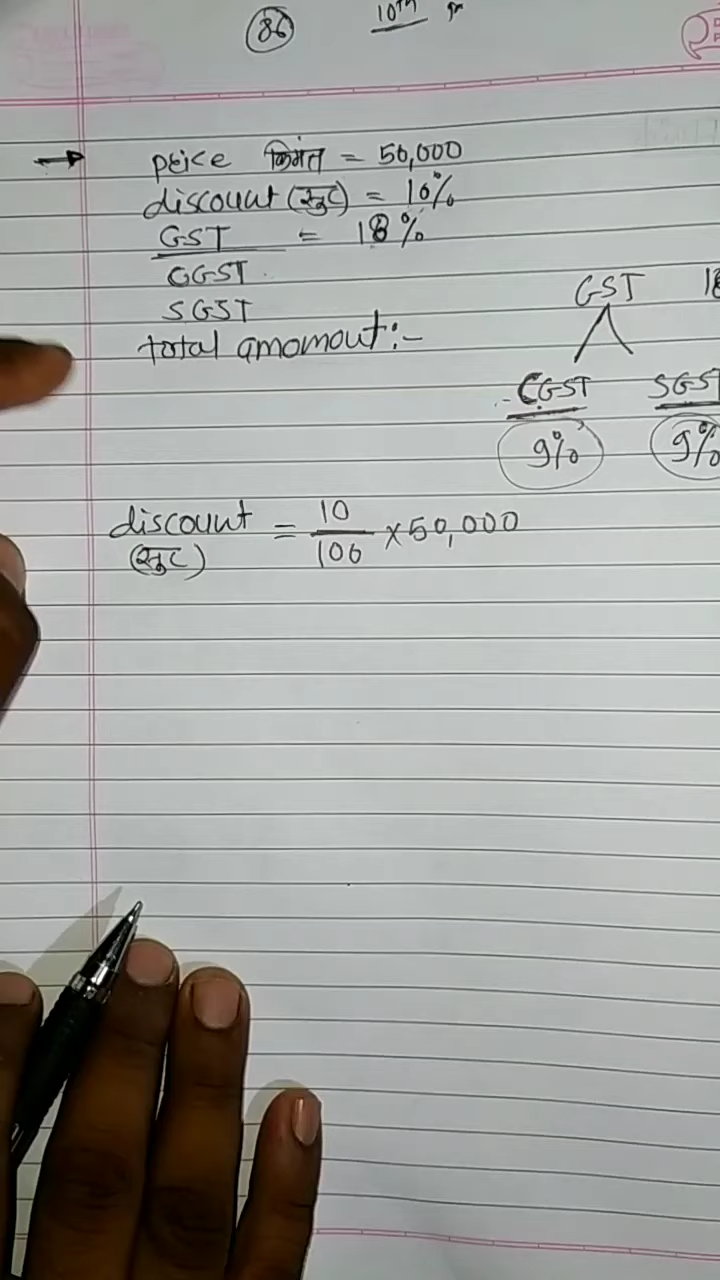 86 10th
price किंमत = 50,000
discount (सुट) = 10%
GST = 18%
CGST
SGST
total amomout:-
GST 18
CGST SGST
9% 9%
discount = 10/100 × 50,000
(सुट)